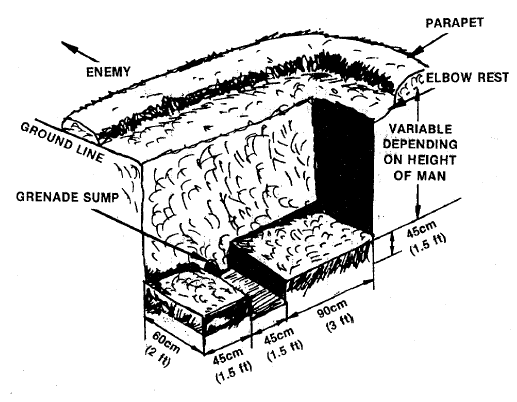 PARAPET
ENEMY
ELBOW REST
GROUND LINE
VARIABLE
DEPENDING
ON HEIGHT
OF MAN
GRENADE SUMP
45cm
(1.5 ft)
60cm
(2 ft)
45cm
(1.5 ft)
45cm
(1.5 ft)
90cm
(3 ft)